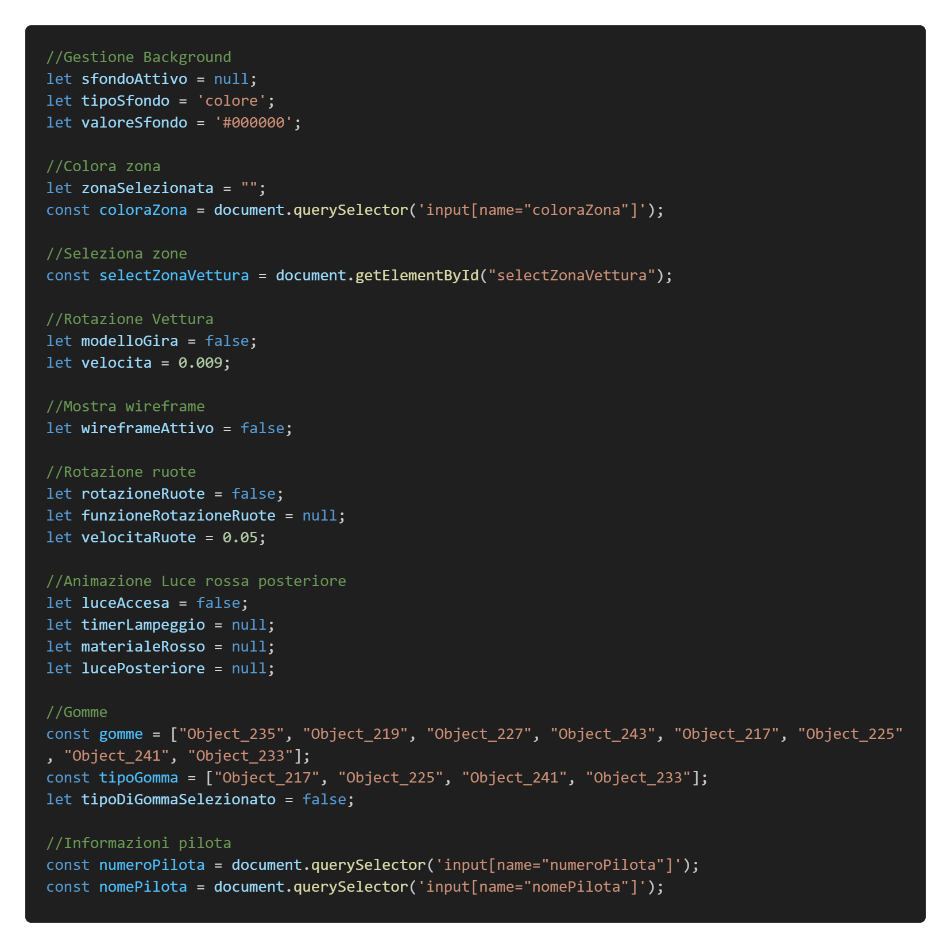 //Gestione Background
let sfondoAttivo = null;
let tipoSfondo = 'colore';
let valoreSfondo = '#000000';
//Colora zona
let zonaSelezionata = "";
const coloraZona = document.querySelector('input[name="coloraZona"]');
//Seleziona zone
const selectZonaVettura = document.getElementById("selectZonaVettura");
//Rotazione Vettura
let modelloGira = false;
let velocita = 0.009;
//Mostra wireframe
let wireframeAttivo = false;
//Rotazione ruote
let rotazioneRuote = false;
let funzioneRotazioneRuote = null;
let velocitaRuote = 0.05;
//Animazione Luce rossa posteriore
let luceAccesa = false;
let timerLampeggio = null;
let materialeRosso = null;
let lucePosteriore = null;
//Gomme
const gomme = ["Object_235", "Object_219", "Object_227", "Object_243", "Object_217", "Object_225"
, "Object_241", "Object_233"];
const tipoGomma = ["Object_217", "Object_225", "Object_241", "Object_233"];
let tipoDiGommaSelezionato = false;
//Informazioni pilota
const numeroPilota = document.querySelector('input[name="numeroPilota"]');
const nomePilota = document.querySelector('input[name="nomePilota"]');